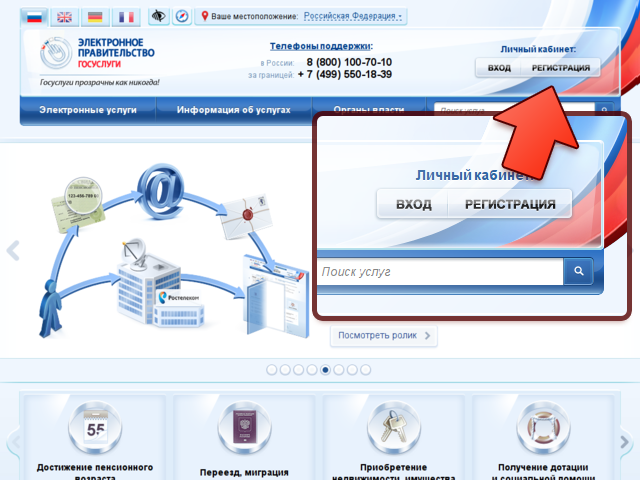 Ваше местоположение: Российская Федерация
ЭЛЕКТРОННОЕ
ПРАВИТЕЛЬСТВО
ГОСУСЛУГИ
Госуслуги прозрачны как никогда!
Телефоны поддержки:
в России: 8 (800) 100-70-10
за границей: + 7 (499) 550-18-39
Личный кабинет:
ВХОД РЕГИСТРАЦИЯ
Электронные услуги Информация об услугах Органы власти Поиск услуг
Личный кабинет:
ВХОД РЕГИСТРАЦИЯ
Поиск услуг
@
Ростелеком
Посмотреть ролик
55
Достижение пенсионного
возраста
Переезд, миграция
Приобретение
недвижимости, имущества
Получение дотации
и социальной помощи